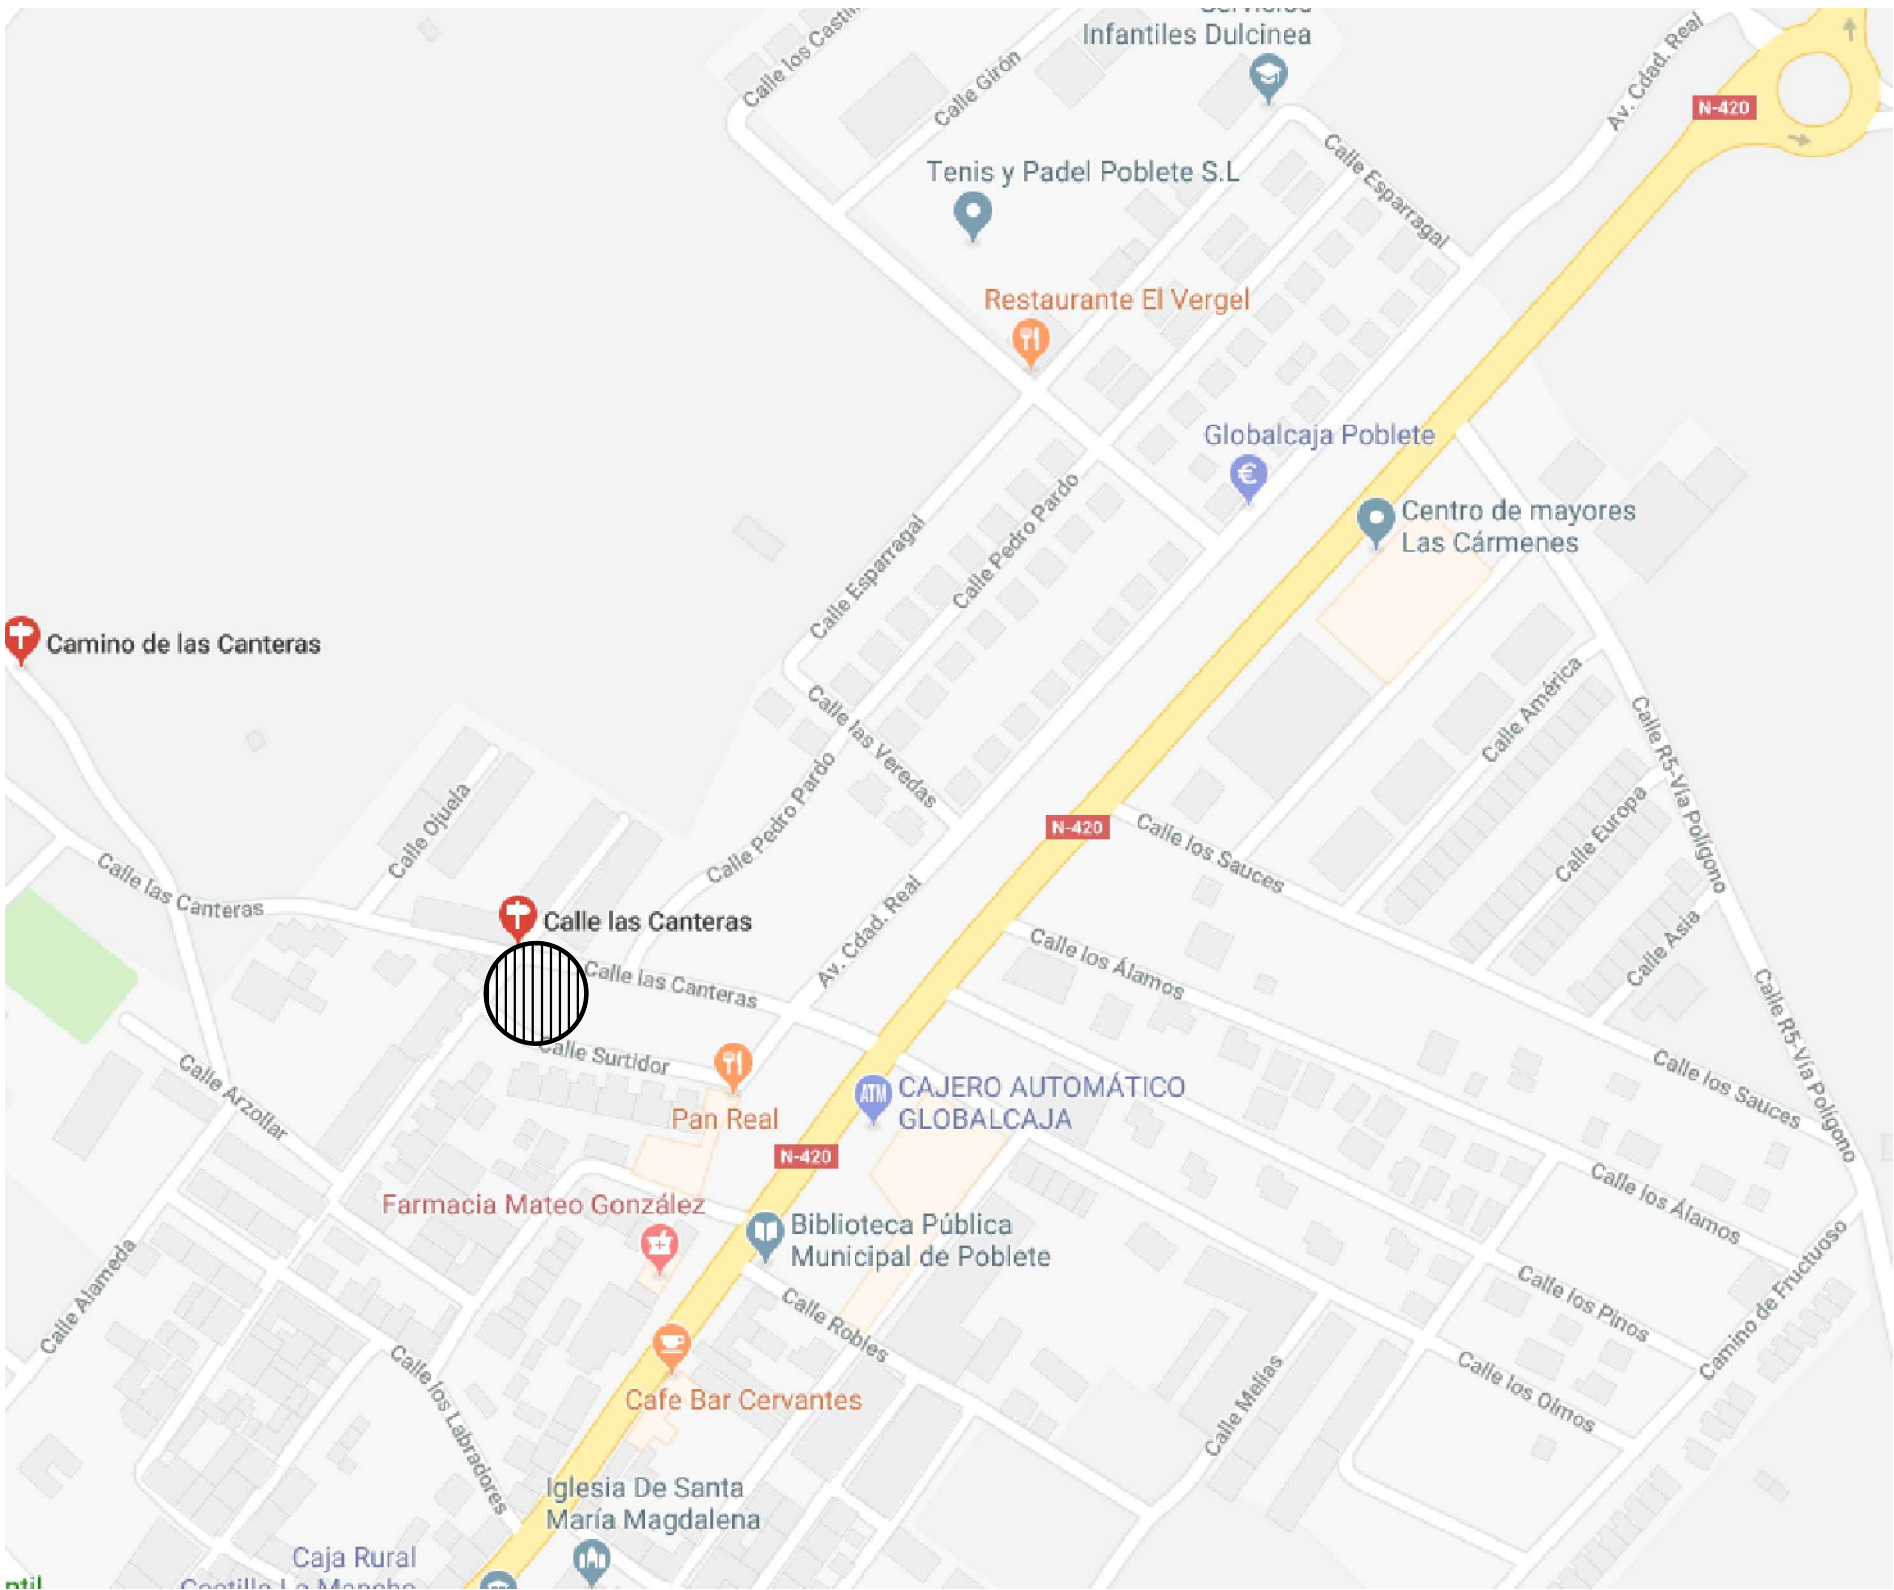 Infantiles Dulcinea
Av. Cdad. Real
N-420
Calle Girón
Calle Esparragal
Tenis y Padel Poblete S.L
Restaurante El Vergel
Globalcaja Poblete
€
Centro de mayores
Las Cármenes
Calle Esparragal
Calle Pedro Pardo
Camino de las Canteras
Calle las Veredas
Calle América
Calle R5-Vía Polígono
Calle Ojuela
Calle Pedro Pardo
Calle Europa
N-420
Calle los Sauces
Calle las Canteras
Calle las Canteras
Av. Cdad. Real
Calle los Álamos
Calle Asia
Calle las Canteras
Calle R5-Vía Polígono
Calle Surtidor
Calle Arzollar
Pan Real
ATM
CAJERO AUTOMÁTICO
GLOBALCAJA
Calle los Sauces
N-420
Calle los Álamos
Farmacia Mateo González
Biblioteca Pública
Municipal de Poblete
Calle Alameda
Calle Robles
Calle los Pinos
Camino de Fructuoso
Calle los Labradores
Cafe Bar Cervantes
Calle Melias
Calle los Olmos
Iglesia De Santa
María Magdalena
Caja Rural